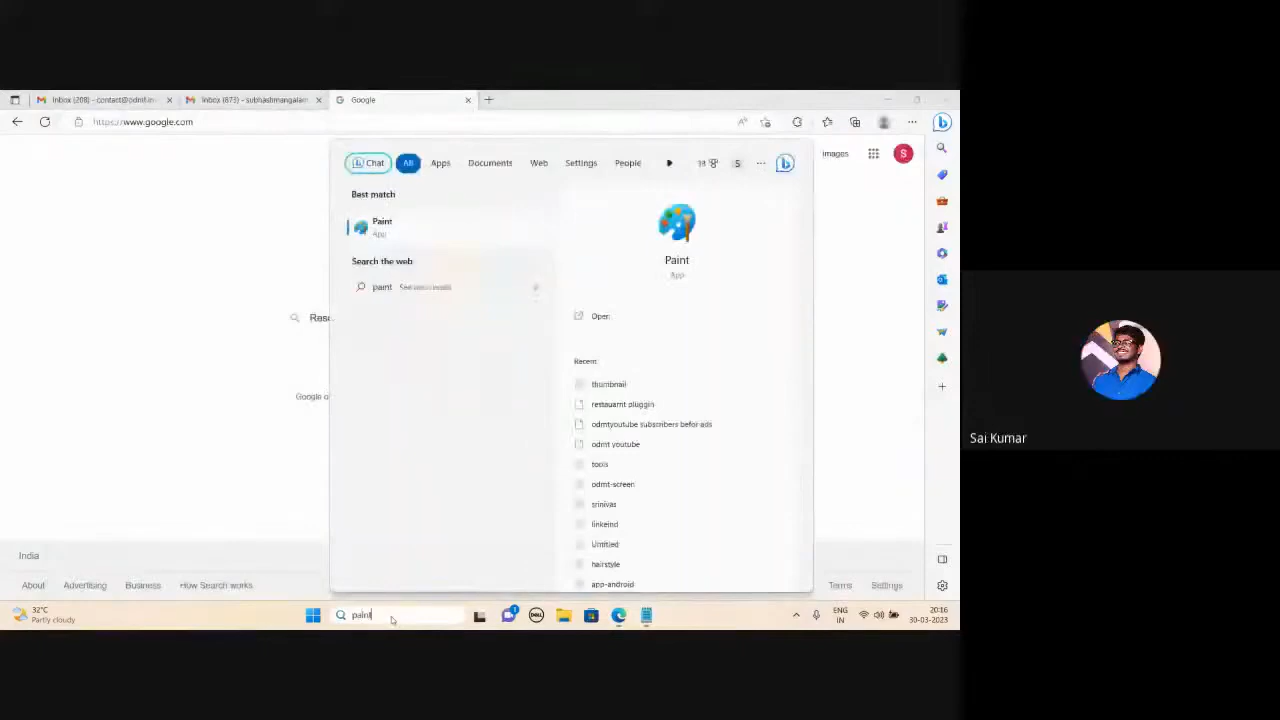 Inbox (208) - contact@odmt
Inbox (673) - subhashmangalam
Google
https://www.google.com
Chat
All
Apps
Documents
Web
Settings
People
S
images
S
Best match
Paint
App
Search the web
paint
Paint
App
Open
Recent
thumbnail
restauarnt pluggin
odmtyoutube subscribers befor ads
odmt youtube
tools
odmt-screen
srinivas
linkeind
Untitled
hairstyle
app-android
Google o
India
About
Advertising
Business
How Search works
Terms
Settings
32°C
Partly cloudy
paint
ENG
IN
20:16
30-03-2023
Sai Kumar